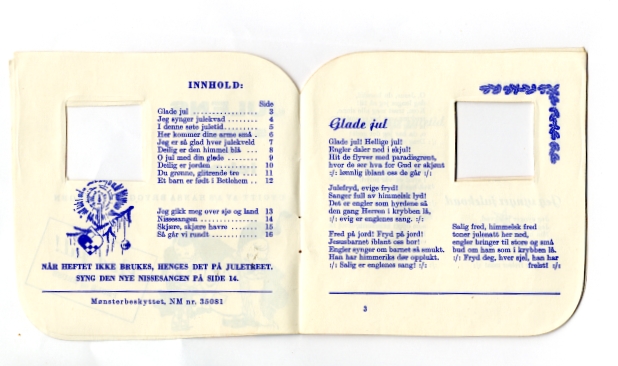 INNHOLD:
Side
Glade jul .................... 3
Jeg synger julekvad ........ 4
I denne søte juletid ........ 5
Her kommer dine arme små . 6
Jeg er så glad hver julekveld 7
Deilig er den himmel blå ... 8
O jul med din glede ........ 9
Deilig er jorden ............ 10
Du grønne, glitrende tre .... 11
Et barn er født i Betlehem .. 12
Jeg gikk meg over sjø og land 13
Nissesangen ................ 14
Skjære, skjære havre ....... 15
Så går vi rundt ............. 16
NÅR HEFTET IKKE BRUKES, HENGES DET PÅ JULETREET.
SYNG DEN NYE NISSESANGEN PÅ SIDE 14.
Mønsterbeskyttet, NM nr. 35081
Glade jul
Glade jul! Hellige jul!
Engler daler ned i skjul!
Hit de flyver med paradisgrønt,
hvor de ser hva for Gud er skjønt
:/: lønnlig iblant oss de går :/:
Julefryd, evige fryd!
Sanger full av himmelsk lyd!
Det er engler som hyrdene så
den gang Herren i krybben lå,
:/: evig er englenes sang. :/:
Fred på jord! Fryd på jord!
Jesusbarnet iblant oss bor!
Engler synger om barnet så smukt.
Han har himmeriks dør opplukt.
:/: Salig er englenes sang! :/:
Salig fred, himmelsk fred
toner julenatt her ned,
engler bringer til store og små
bud om ham som i krybben lå.
:/: Fryd deg, hver sjel, han har
frelst! :/:
3